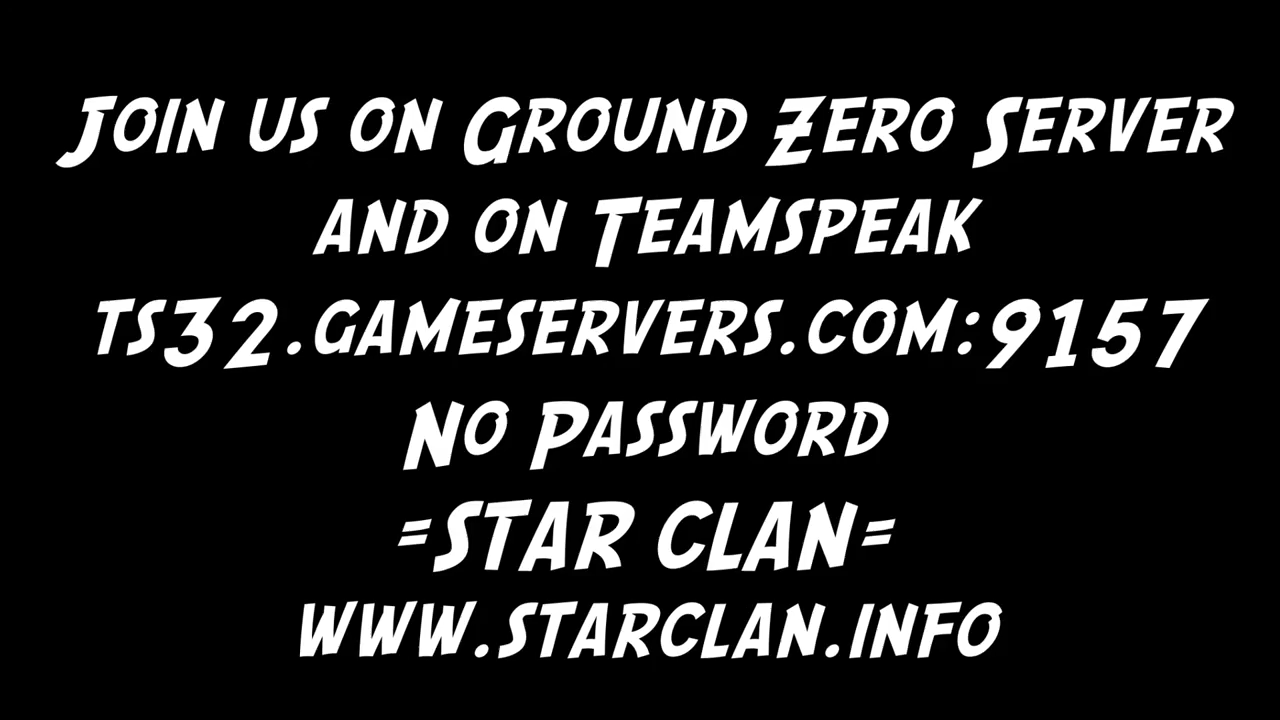 Join us on Ground Zero Server
and on Teamspeak
ts32.gameservers.com:9157
No Password
=STAR CLAN=
www.starclan.info